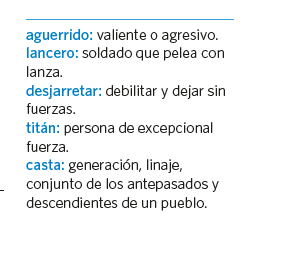 aguerrido: valiente o agresivo.
lancero: soldado que pelea con
lanza.
desjarretar: debilitar y dejar sin
fuerzas.
titán: persona de excepcional
fuerza.
casta: generación, linaje,
conjunto de los antepasados y
descendientes de un pueblo.